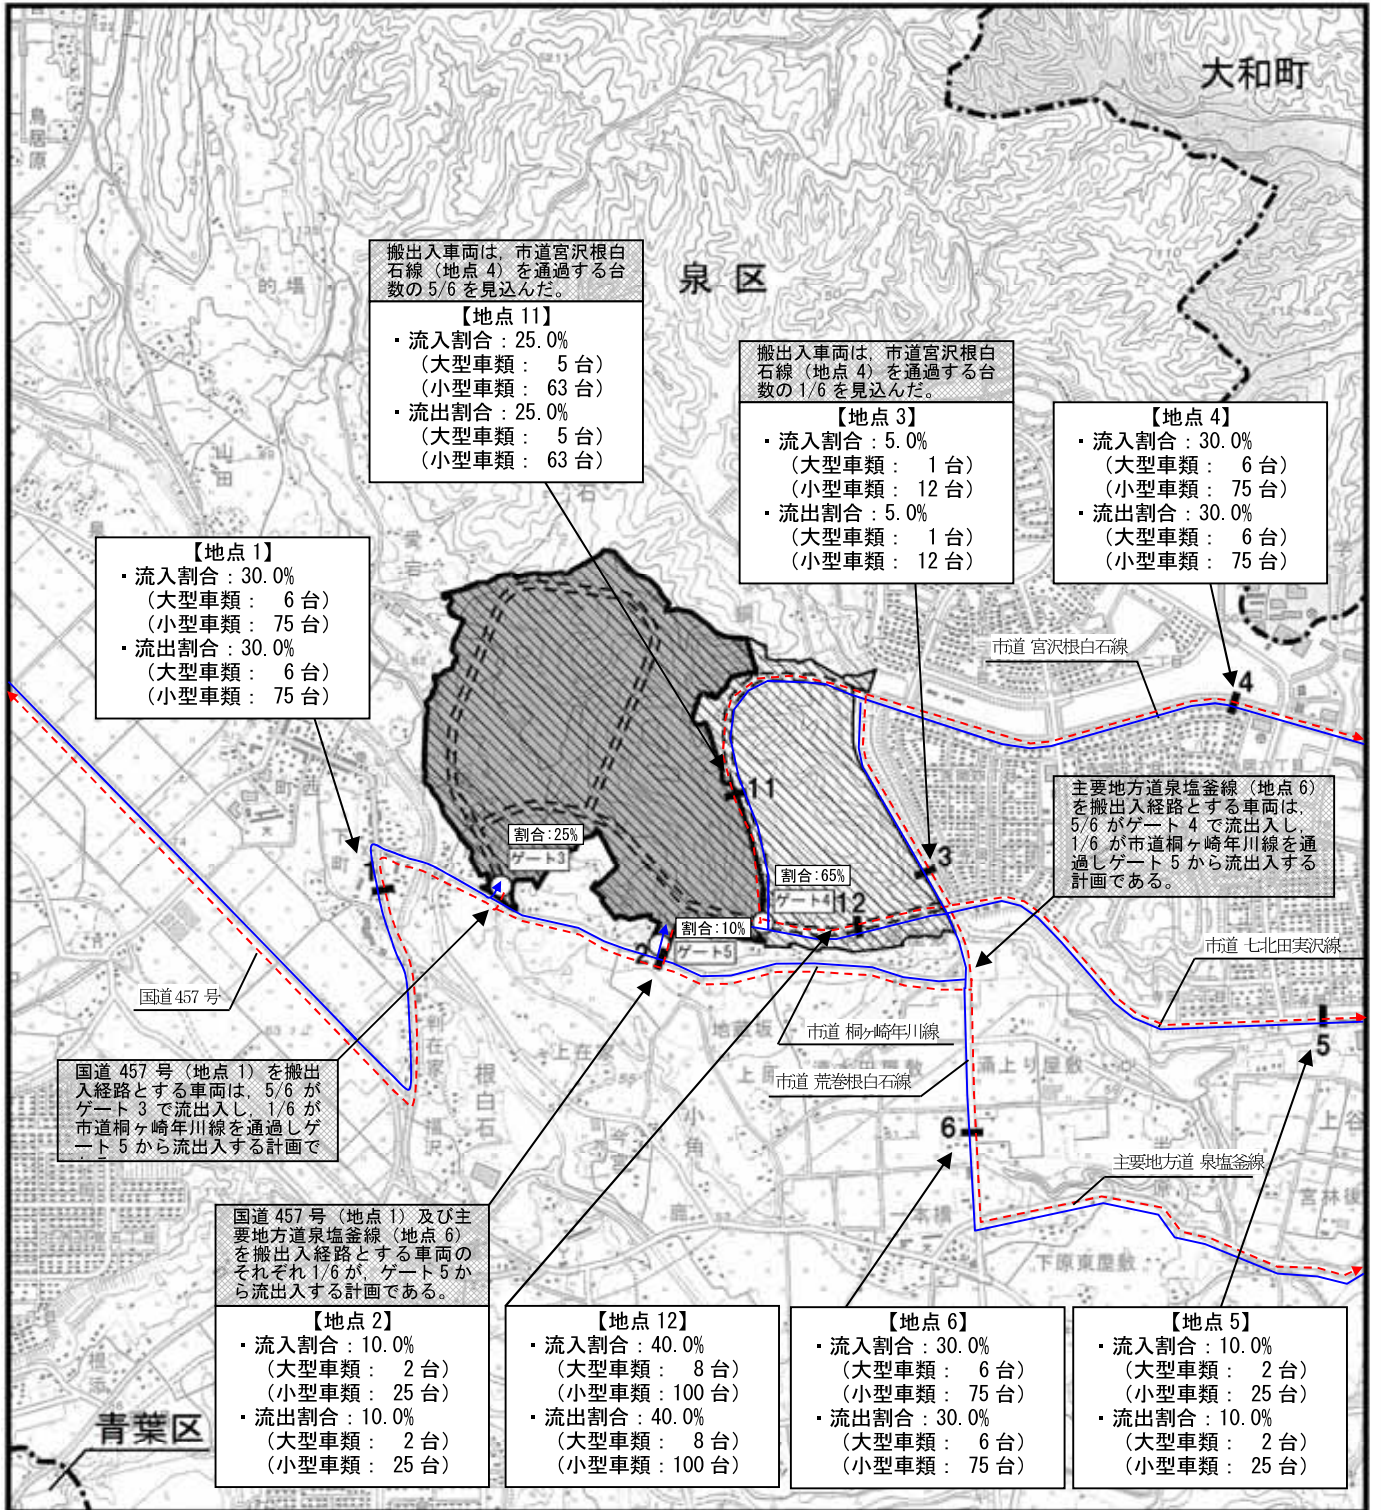 大和町
鳥居原
的場
泉 区
搬出入車両は，市道宮沢根白
石線（地点 4）を通過する台
数の 5/6 を見込んだ。
【地点 11】
・流入割合：25.0%
（大型車類： 5 台）
（小型車類： 63 台）
・流出割合：25.0%
（大型車類： 5 台）
（小型車類： 63 台）
搬出入車両は，市道宮沢根白
石線（地点 4）を通過する台
数の 1/6 を見込んだ。
【地点 3】
・流入割合：5.0%
（大型車類： 1 台）
（小型車類： 12 台）
・流出割合：5.0%
（大型車類： 1 台）
（小型車類： 12 台）
【地点 4】
・流入割合：30.0%
（大型車類： 6 台）
（小型車類： 75 台）
・流出割合：30.0%
（大型車類： 6 台）
（小型車類： 75 台）
山田
【地点 1】
・流入割合：30.0%
（大型車類： 6 台）
（小型車類： 75 台）
・流出割合：30.0%
（大型車類： 6 台）
（小型車類： 75 台）
市道 宮沢根白石線
4
11
主要地方道泉塩釜線（地点 6）
を搬出入経路とする車両は，
5/6 がゲート 4 で流出入し，
1/6 が市道桐ヶ崎年川線を通
過しゲート 5 から流出入する
計画である。
町西
割合：25%
ゲート3
1
3
割合：65%
ゲート4
12
割合：10%
ゲート5
2
市道 七北田実沢線
国道 457 号
市道 桐ヶ崎年川線
5
上在
根白石
市道 荒巻根白石線
涌上り屋敷
国道 457 号（地点 1）を搬出
入経路とする車両は，5/6 が
ゲート 3 で流出入し，1/6 が
市道桐ヶ崎年川線を通過しゲ
ート 5 から流出入する計画で
6
上谷
小角
主要地方道 泉塩釜線
宮林後
本橋
下原東屋敷
国道 457 号（地点 1）及び主
要地方道泉塩釜線（地点 6）
を搬出入経路とする車両の
それぞれ 1/6 が，ゲート 5 か
ら流出入する計画である。
【地点 2】
・流入割合：10.0%
（大型車類： 2 台）
（小型車類： 25 台）
・流出割合：10.0%
（大型車類： 2 台）
（小型車類： 25 台）
【地点 12】
・流入割合：40.0%
（大型車類： 8 台）
（小型車類：100 台）
・流出割合：40.0%
（大型車類： 8 台）
（小型車類：100 台）
【地点 6】
・流入割合：30.0%
（大型車類： 6 台）
（小型車類： 75 台）
・流出割合：30.0%
（大型車類： 6 台）
（小型車類： 75 台）
【地点 5】
・流入割合：10.0%
（大型車類： 2 台）
（小型車類： 25 台）
・流出割合：10.0%
（大型車類： 2 台）
（小型車類： 25 台）
青葉区